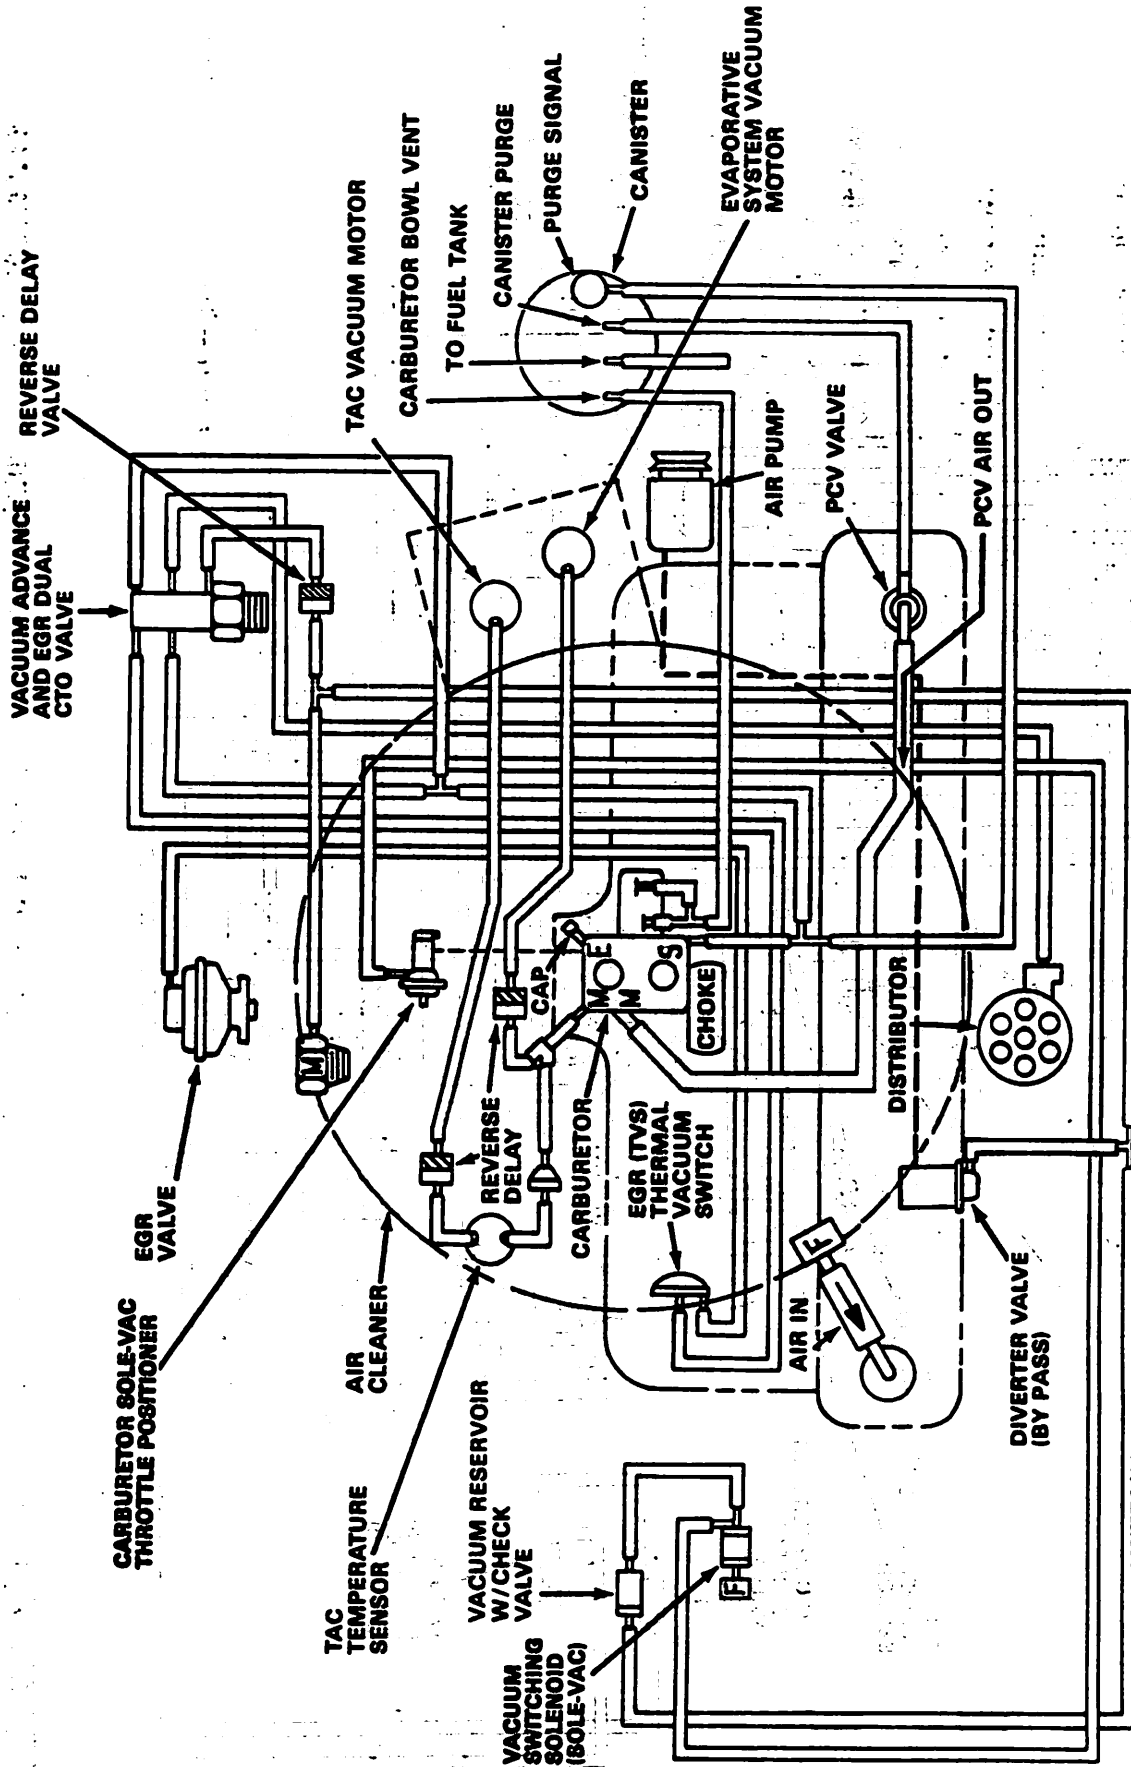 VACUUM ADVANCE
AND EGR DUAL
CTO VALVE
REVERSE DELAY
VALVE
TAC VACUUM MOTOR
CARBURETOR BOWL VENT
TO FUEL TANK
CANISTER PURGE
PURGE SIGNAL
CANISTER
EVAPORATIVE
SYSTEM VACUUM
MOTOR
AIR PUMP
PCV VALVE
PCV AIR OUT
EGR
VALVE
CARBURETOR SOLE-VAC
THROTTLE POSITIONER
AIR
CLEANER
TAC
TEMPERATURE
SENSOR
M
REVERSE
DELAY
CAP
E
S
M
M
CHOKE
CARBURETOR
EGR (TVS)
THERMAL
VACUUM
SWITCH
DISTRIBUTOR
F
AIR IN
DIVERTER VALVE
(BY PASS)
VACUUM RESERVOIR
W/CHECK
VALVE
F
VACUUM
SWITCHING
SOLENOID
(SOLE-VAC)